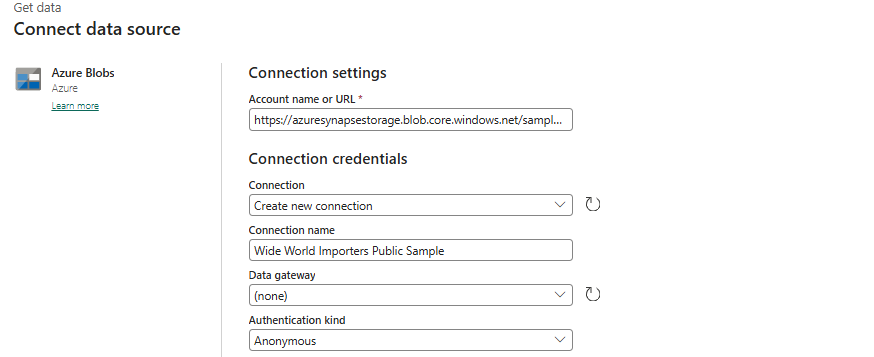 Get data
Connect data source
Azure Blobs
Azure
Learn more
Connection settings
Account name or URL *
https://azuresynapsestorage.blob.core.windows.net/sampl...
Connection credentials
Connection
Create new connection
Connection name
Wide World Importers Public Sample
Data gateway
(none)
Authentication kind
Anonymous